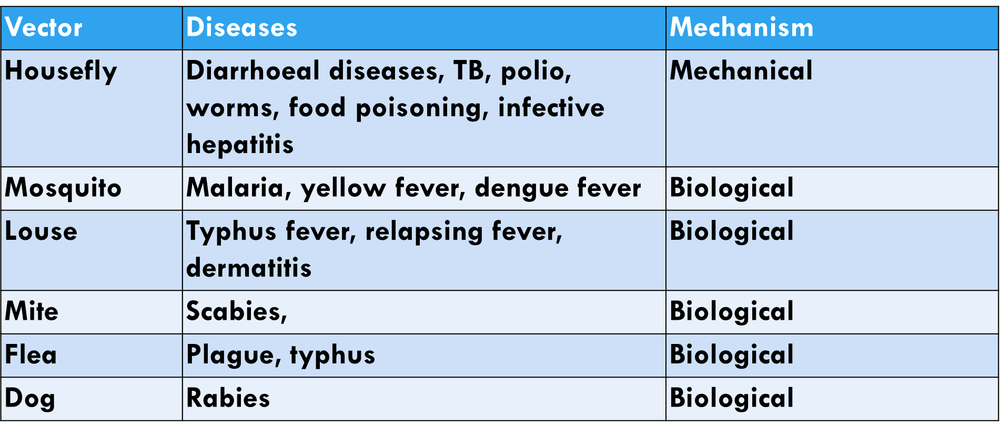 Vector Diseases Mechanism
Housefly Diarrhoeal diseases, TB, polio, Mechanical
worms, food poisoning, infective
hepatitis
Mosquito Malaria, yellow fever, dengue fever Biological
Louse Typhus fever, relapsing fever, Biological
dermatitis
Mite Scabies, Biological
Flea Plague, typhus Biological
Dog Rabies Biological